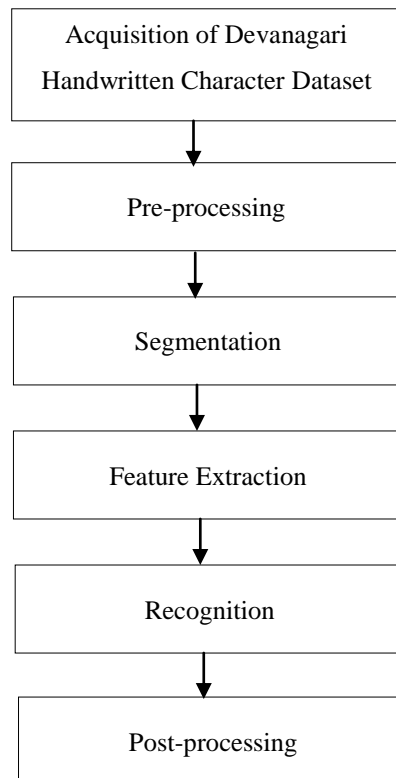 Acquisition of Devanagari
Handwritten Character Dataset
Pre-processing
Segmentation
Feature Extraction
Recognition
Post-processing